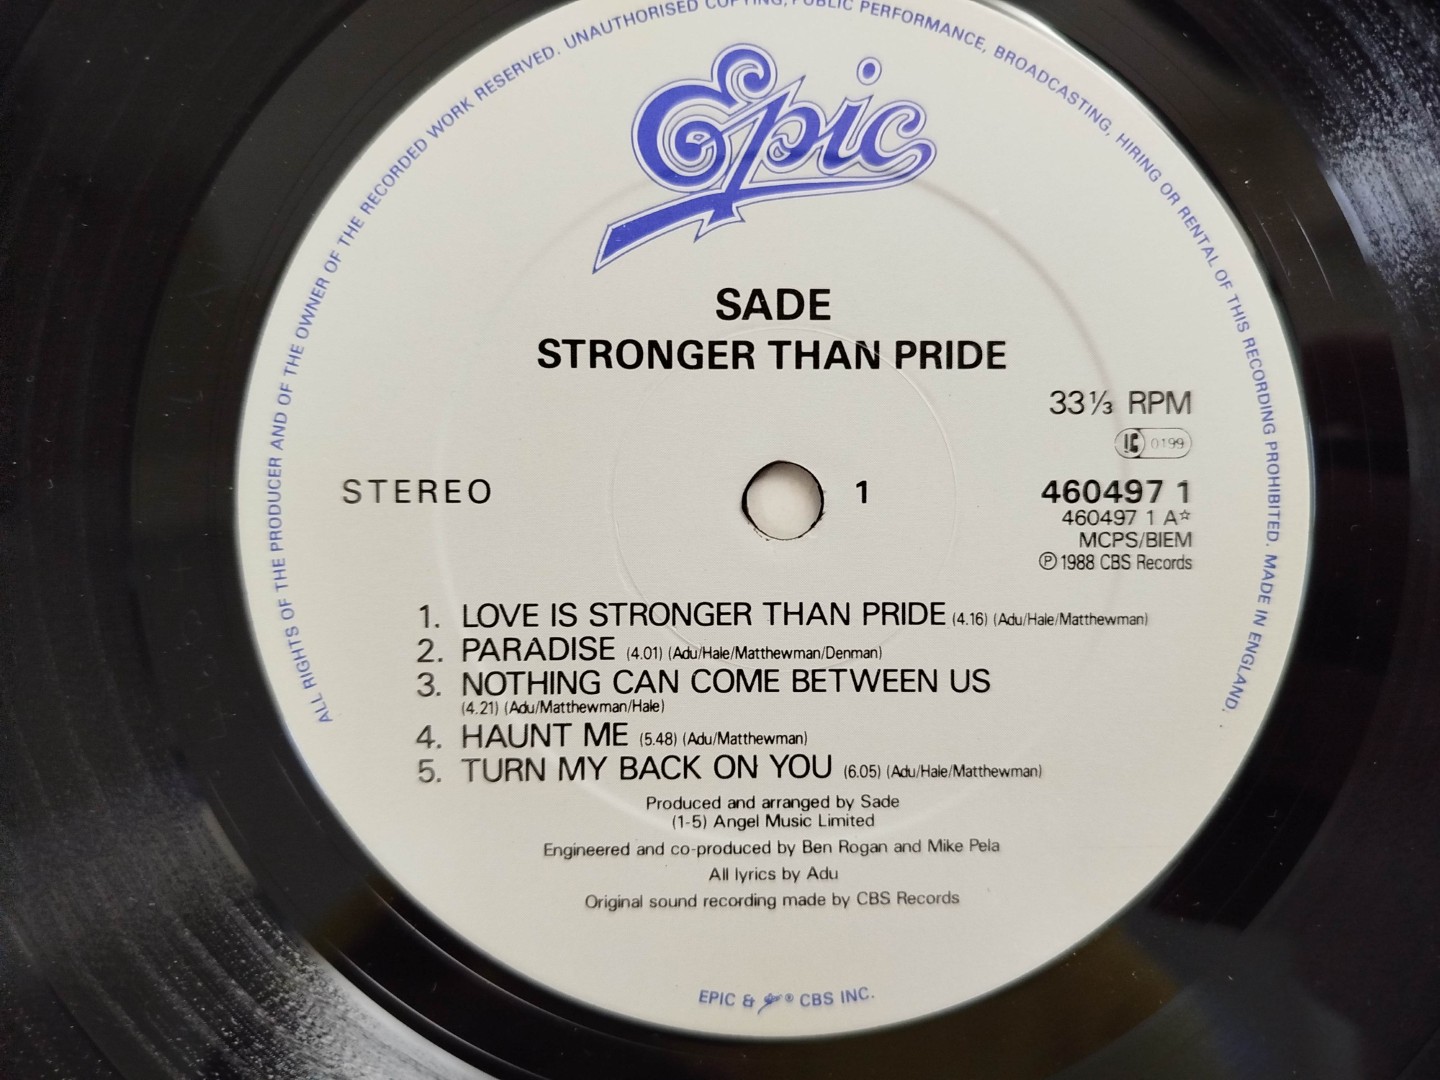 ALL RIGHTS OF THE PRODUCER AND OF THE OWNER OF THE RECORDED WORK RESERVED. UNAUTHORISED COPYING, PUBLIC PERFORMANCE, BROADCASTING, HIRING OR RENTAL OF THIS RECORDING PROHIBITED. MADE IN ENGLAND.
Epic
SADE
STRONGER THAN PRIDE
33⅓ RPM
LC 0199
STEREO
1
460497 1
460497 1 A☆
MCPS/BIEM
℗ 1988 CBS Records
1. LOVE IS STRONGER THAN PRIDE (4.16) (Adu/Hale/Matthewman)
2. PARADISE (4.01) (Adu/Hale/Matthewman/Denman)
3. NOTHING CAN COME BETWEEN US
(4.21) (Adu/Matthewman/Hale)
4. HAUNT ME (5.48) (Adu/Matthewman)
5. TURN MY BACK ON YOU (6.05) (Adu/Hale/Matthewman)
Produced and arranged by Sade
(1-5) Angel Music Limited
Engineered and co-produced by Ben Rogan and Mike Pela
All lyrics by Adu
Original sound recording made by CBS Records
EPIC & ® CBS INC.